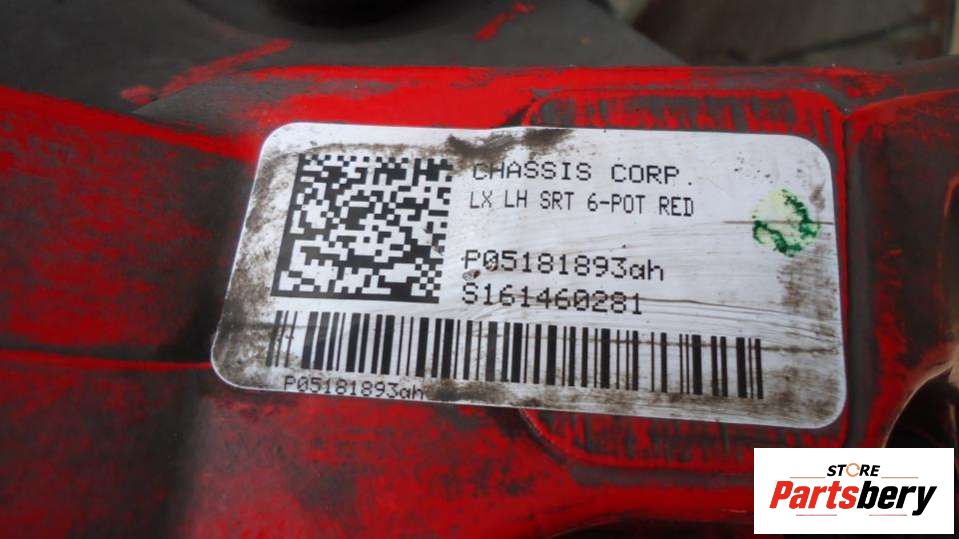 CHASSIS CORP.
LX LH SRT 6-POT RED
P05181893ah
S161460281
P05181893ah
STORE
Partsbery